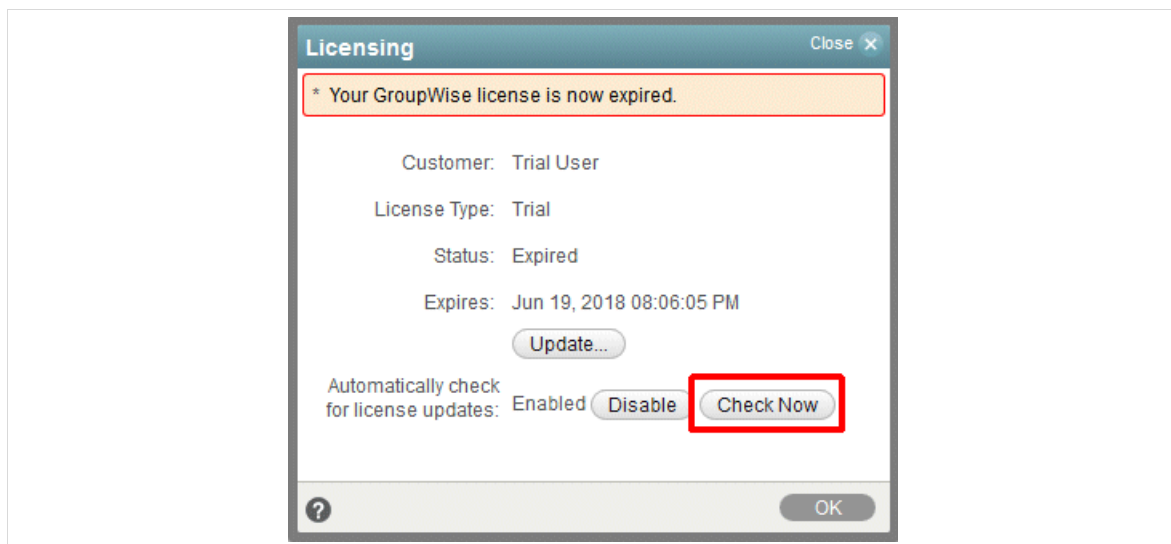 Licensing
Close
* Your GroupWise license is now expired.
Customer: Trial User
License Type: Trial
Status: Expired
Expires: Jun 19, 2018 08:06:05 PM
Update...
Automatically check
for license updates: Enabled Disable Check Now
? OK